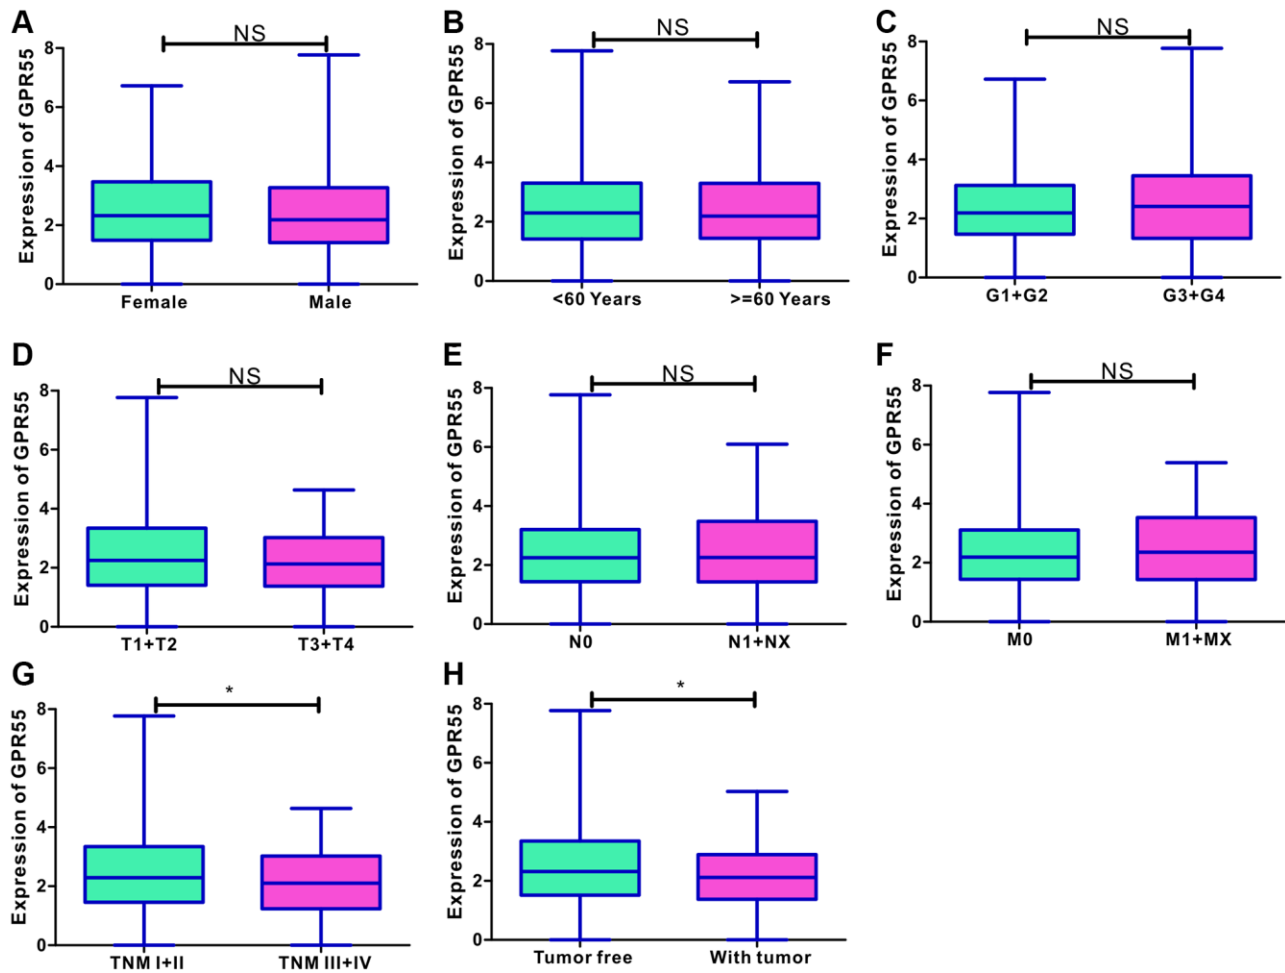 A
NS
Expression of GPR55
8
6
4
2
0
Female
Male
B
NS
Expression of GPR55
8
6
4
2
0
<60 Years
>=60 Years
C
NS
Expression of GPR55
8
6
4
2
0
G1+G2
G3+G4
D
NS
Expression of GPR55
8
6
4
2
0
T1+T2
T3+T4
E
NS
Expression of GPR55
8
6
4
2
0
N0
N1+NX
F
NS
Expression of GPR55
8
6
4
2
0
M0
M1+MX
G
*
Expression of GPR55
8
6
4
2
0
TNM I+II
TNM III+IV
H
*
Expression of GPR55
8
6
4
2
0
Tumor free
With tumor